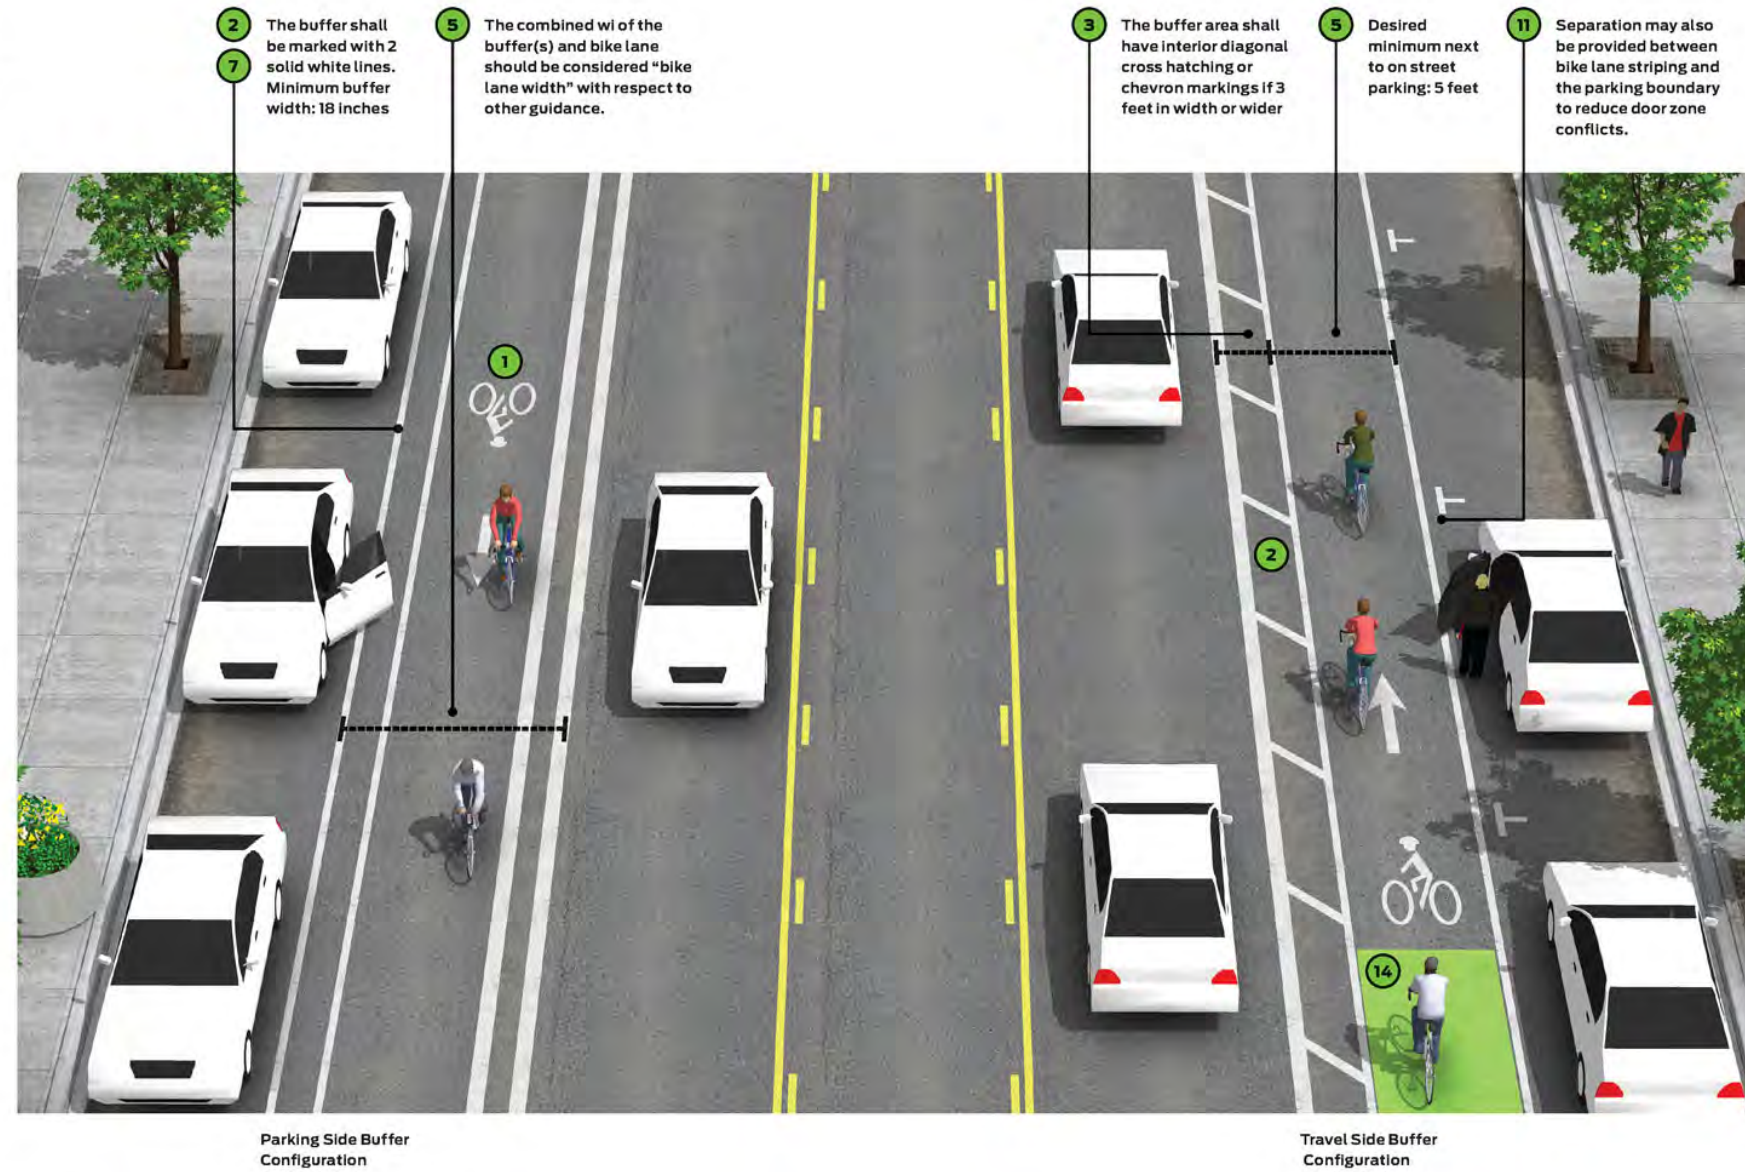 2
7
The buffer shall
be marked with 2
solid white lines.
Minimum buffer
width: 18 inches
5
The combined wi of the
buffer(s) and bike lane
should be considered “bike
lane width” with respect to
other guidance.
3
The buffer area shall
have interior diagonal
cross hatching or
chevron markings if 3
feet in width or wider
5
Desired
minimum next
to on street
parking: 5 feet
11
Separation may also
be provided between
bike lane striping and
the parking boundary
to reduce door zone
conflicts.
1
2
14
Parking Side Buffer
Configuration
Travel Side Buffer
Configuration